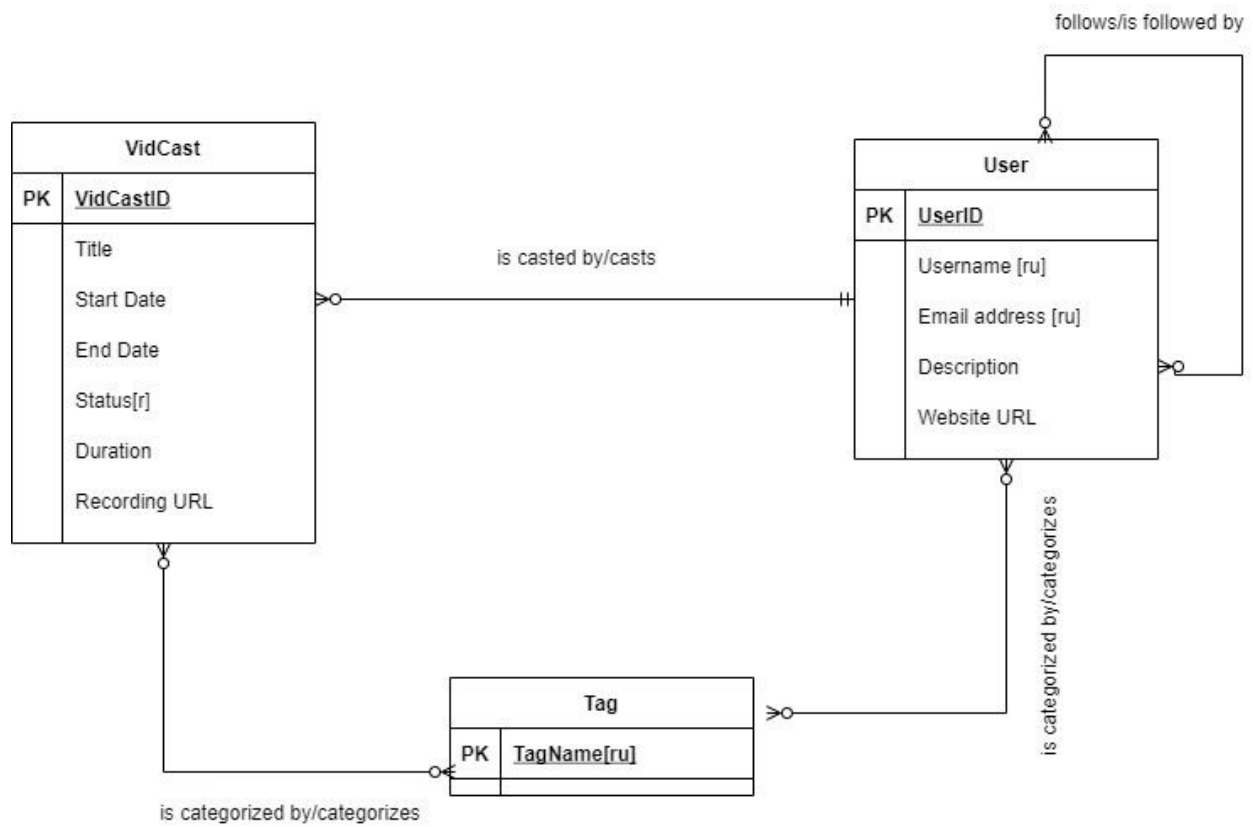 follows/is followed by
VidCast
PK VidCastID
Title
Start Date
End Date
Status[r]
Duration
Recording URL
is casted by/casts
User
PK UserID
Username [ru]
Email address [ru]
Description
Website URL
is categorized by/categorizes
Tag
PK TagName[ru]
is categorized by/categorizes